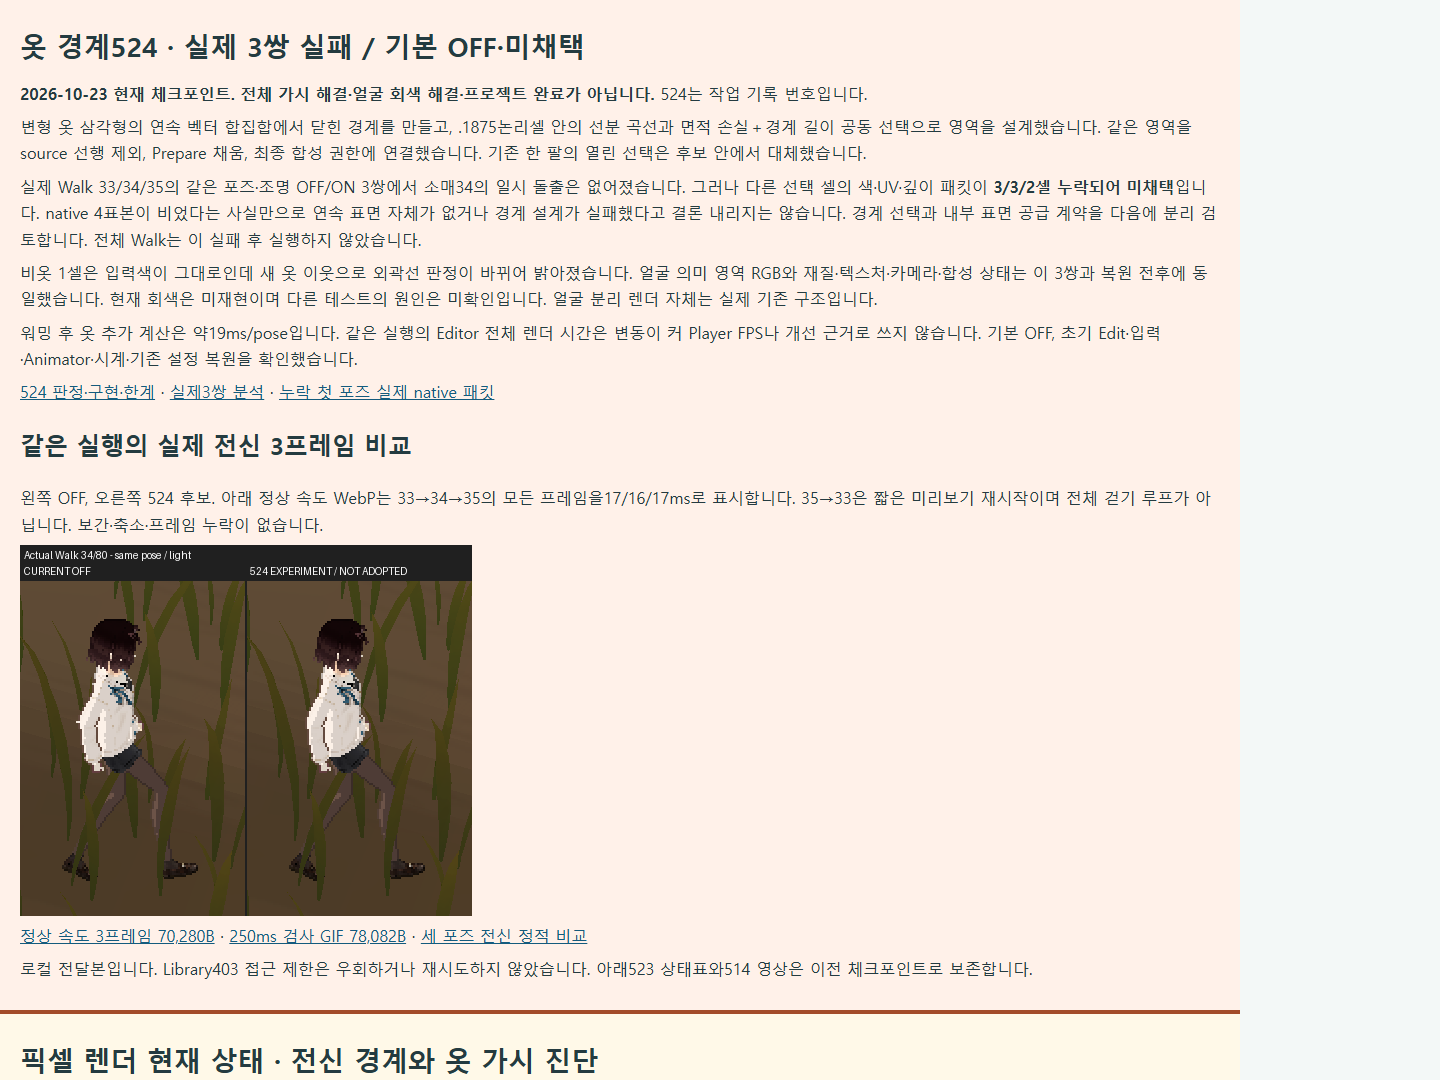 옷 경계524 · 실제 3쌍 실패 / 기본 OFF·미채택
2026-10-23 현재 체크포인트. 전체 가시 해결·얼굴 회색 해결·프로젝트 완료가 아닙니다. 524는 작업 기록 번호입니다.
변형 옷 삼각형의 연속 벡터 합집합에서 닫힌 경계를 만들고, .1875논리셀 안의 선분 곡선과 면적 손실+경계 길이 공동 선택으로 영역을 설계했습니다. 같은 영역을
source 선행 제외, Prepare 채움, 최종 합성 권한에 연결했습니다. 기존 한 팔의 열린 선택은 후보 안에서 대체했습니다.
실제 Walk 33/34/35의 같은 포즈·조명 OFF/ON 3쌍에서 소매34의 일시 돌출은 없어졌습니다. 그러나 다른 선택 셀의 색·UV·깊이 패킷이 3/3/2셀 누락되어 미채택입니
다. native 4표본이 비었다는 사실만으로 연속 표면 자체가 없거나 경계 설계가 실패했다고 결론 내리지는 않습니다. 경계 선택과 내부 표면 공급 계약을 다음에 분리 검
토합니다. 전체 Walk는 이 실패 후 실행하지 않았습니다.
비옷 1셀은 입력색이 그대로인데 새 옷 이웃으로 외곽선 판정이 바뀌어 밝아졌습니다. 얼굴 의미 영역 RGB와 재질·텍스처·카메라·합성 상태는 이 3쌍과 복원 전후에 동
일했습니다. 현재 회색은 미재현이며 다른 테스트의 원인은 미확인입니다. 얼굴 분리 렌더 자체는 실제 기존 구조입니다.
워밍 후 옷 추가 계산은 약19ms/pose입니다. 같은 실행의 Editor 전체 렌더 시간은 변동이 커 Player FPS나 개선 근거로 쓰지 않습니다. 기본 OFF, 초기 Edit·입력
·Animator·시계·기존 설정 복원을 확인했습니다.
524 판정·구현·한계 · 실제3쌍 분석 · 누락 첫 포즈 실제 native 패킷
같은 실행의 실제 전신 3프레임 비교
왼쪽 OFF, 오른쪽 524 후보. 아래 정상 속도 WebP는 33→34→35의 모든 프레임을17/16/17ms로 표시합니다. 35→33은 짧은 미리보기 재시작이며 전체 걷기 루프가 아
닙니다. 보간·축소·프레임 누락이 없습니다.
Actual Walk 34/80 - same pose / light
CURRENT OFF
524 EXPERIMENT / NOT ADOPTED
정상 속도 3프레임 70,280B · 250ms 검사 GIF 78,082B · 세 포즈 전신 정적 비교
로컬 전달본입니다. Library403 접근 제한은 우회하거나 재시도하지 않았습니다. 아래523 상태표와514 영상은 이전 체크포인트로 보존합니다.
픽셀 렌더 현재 상태 · 전신 경계와 옷 가시 진단